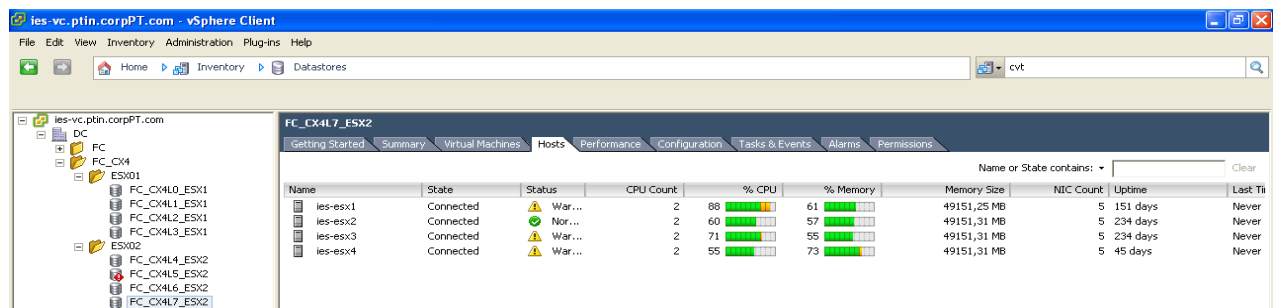 ies-vc.ptin.corpPT.com - vSphere Client
File Edit View Inventory Administration Plug-ins Help
Home Inventory Datastores cvt
ies-vc.ptin.corpPT.com
DC
FC
FC_CX4
ESX01
FC_CX4L0_ESX1
FC_CX4L1_ESX1
FC_CX4L2_ESX1
FC_CX4L3_ESX1
ESX02
FC_CX4L4_ESX2
FC_CX4L5_ESX2
FC_CX4L6_ESX2
FC_CX4L7_ESX2
FC_CX4L7_ESX2
Getting Started Summary Virtual Machines Hosts Performance Configuration Tasks & Events Alarms Permissions
Name or State contains: Clear
Name State Status CPU Count % CPU % Memory Memory Size NIC Count Uptime Last Ti
ies-esx1 Connected War... 2 88 61 49151,25 MB 5 151 days Never
ies-esx2 Connected Nor... 2 60 57 49151,31 MB 5 234 days Never
ies-esx3 Connected War... 2 71 55 49151,31 MB 5 234 days Never
ies-esx4 Connected War... 2 55 73 49151,31 MB 5 45 days Never